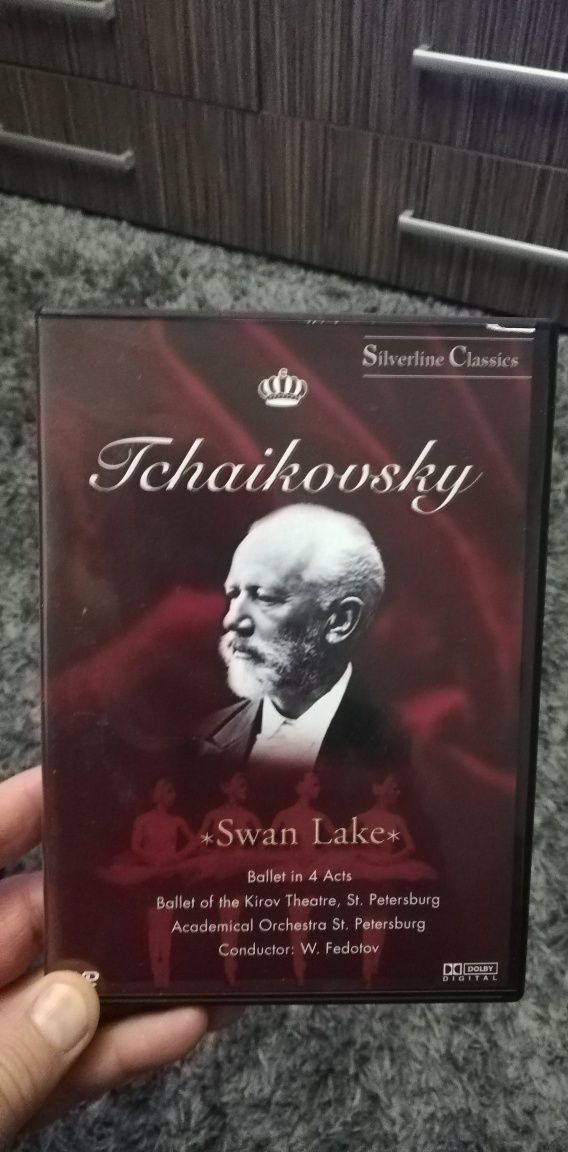 Silverline Classics
Tchaikovsky
*Swan Lake*
Ballet in 4 Acts
Ballet of the Kirov Theatre, St. Petersburg
Academical Orchestra St. Petersburg
Conductor: W. Fedotov
DOLBY
DIGITAL